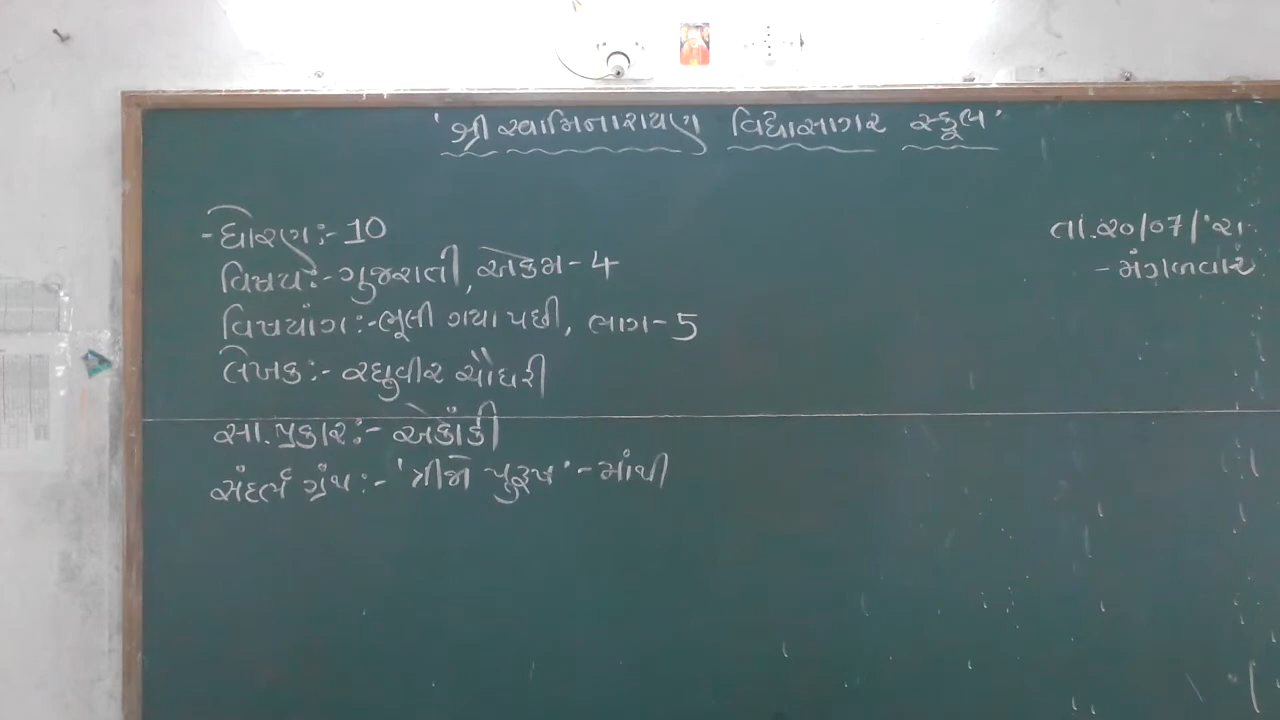 'શ્રી સ્વામિનારાયણ વિદ્યાસાગર સ્કૂલ'
-ધોરણ:- 10
તા.૨૦/૦7/'૨૧
વિષય:- ગુજરાતી, એકમ-4
-મંગળવાર
વિષયાંગ:- ભૂલી ગયા પછી, ભાગ-5
લેખક:- રઘુવીર ચૌધરી
સા.પ્રકાર:- એકાંકી
સંદર્ભ ગ્રંથ:- 'ત્રીજો પુરૂષ' - માંથી